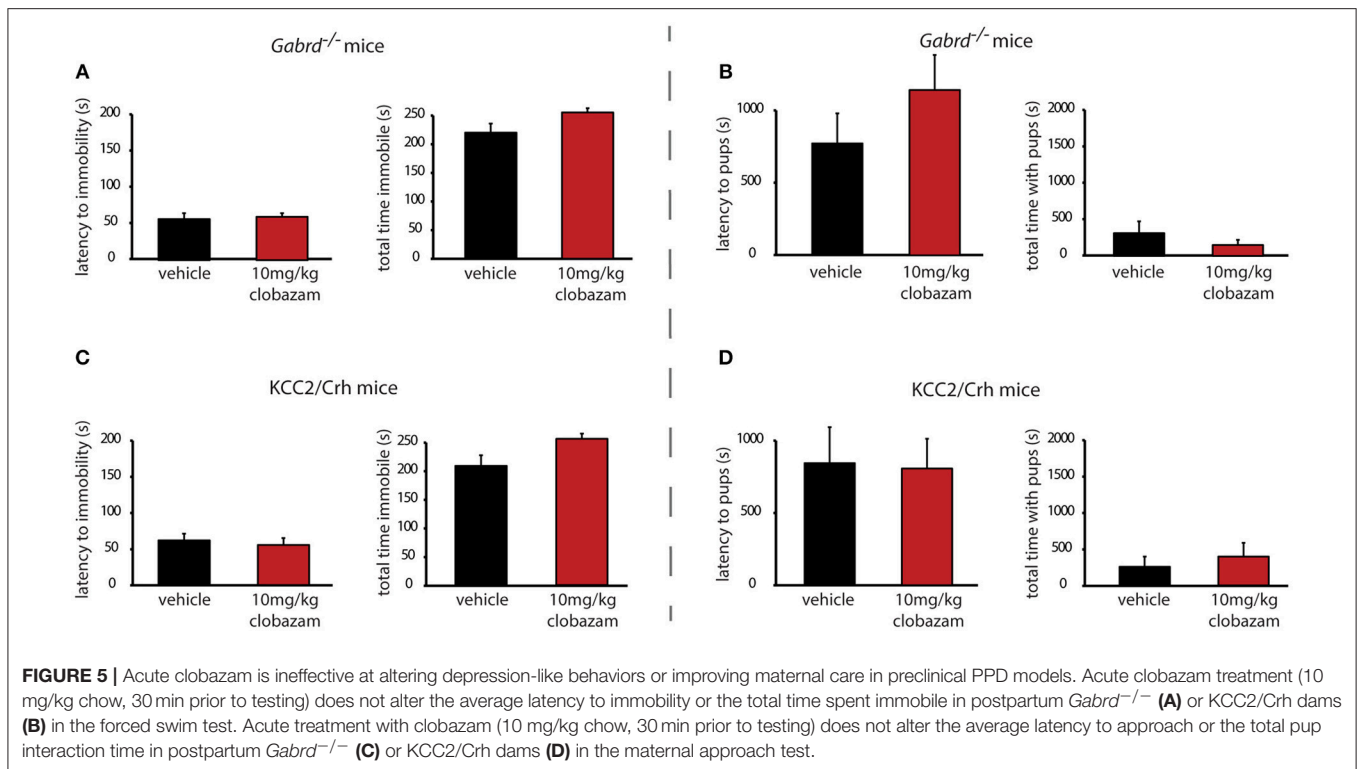 Gabrd-/- mice
A
latency to immobility (s)
200
150
100
50
0
vehicle
10mg/kg
clobazam
total time immobile (s)
250
200
150
100
50
0
vehicle
10mg/kg
clobazam
Gabrd-/- mice
B
latency to pups (s)
1000
500
0
vehicle
10mg/kg
clobazam
total time with pups (s)
2000
1500
1000
500
0
vehicle
10mg/kg
clobazam
C
KCC2/Crh mice
latency to immobility (s)
200
150
100
50
0
vehicle
10mg/kg
clobazam
total time immobile (s)
250
200
150
100
50
0
vehicle
10mg/kg
clobazam
D
KCC2/Crh mice
latency to pups (s)
1000
500
0
vehicle
10mg/kg
clobazam
total time with pups (s)
2000
1500
1000
500
0
vehicle
10mg/kg
clobazam
FIGURE 5 | Acute clobazam is ineffective at altering depression-like behaviors or improving maternal care in preclinical PPD models. Acute clobazam treatment (10
mg/kg chow, 30 min prior to testing) does not alter the average latency to immobility or the total time spent immobile in postpartum Gabrd−/− (A) or KCC2/Crh dams
(B) in the forced swim test. Acute treatment with clobazam (10 mg/kg chow, 30 min prior to testing) does not alter the average latency to approach or the total pup
interaction time in postpartum Gabrd−/− (C) or KCC2/Crh dams (D) in the maternal approach test.